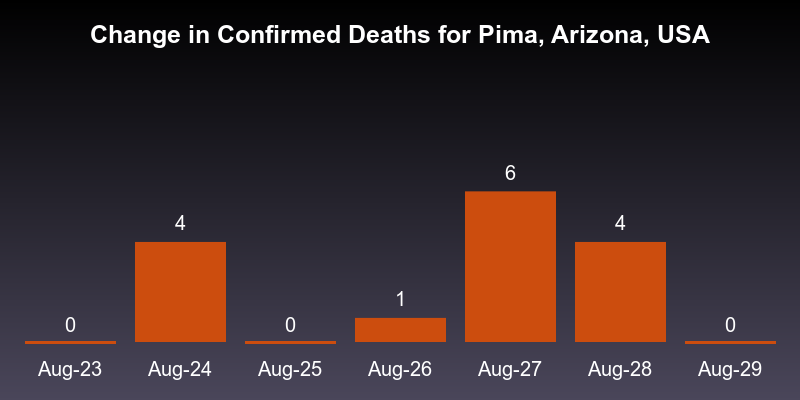 Change in Confirmed Deaths for Pima, Arizona, USA
0 4 0 1 6 4 0
Aug-23 Aug-24 Aug-25 Aug-26 Aug-27 Aug-28 Aug-29